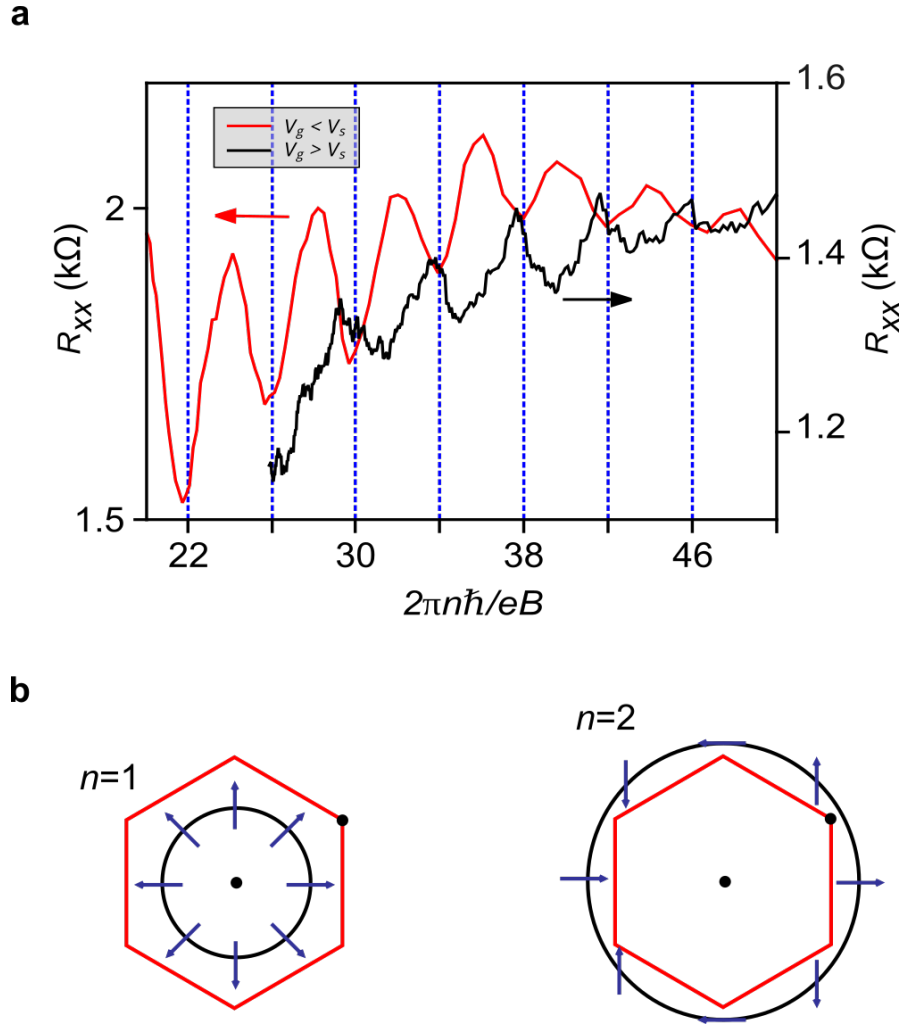 a
1.6
V_g < V_s
V_g > V_s
2
1.4
R_XX (kΩ)
R_XX (kΩ)
1.2
1.5
22
30
38
46
2πnℏ/eB
b
n=1
n=2